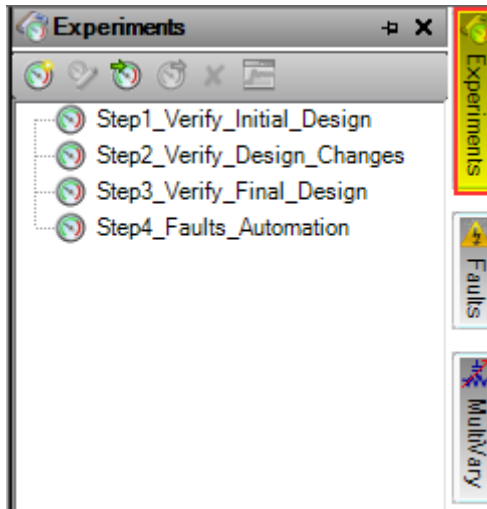 Experiments
Step1_Verify_Initial_Design
Step2_Verify_Design_Changes
Step3_Verify_Final_Design
Step4_Faults_Automation
Experiments
Faults
MultiVary